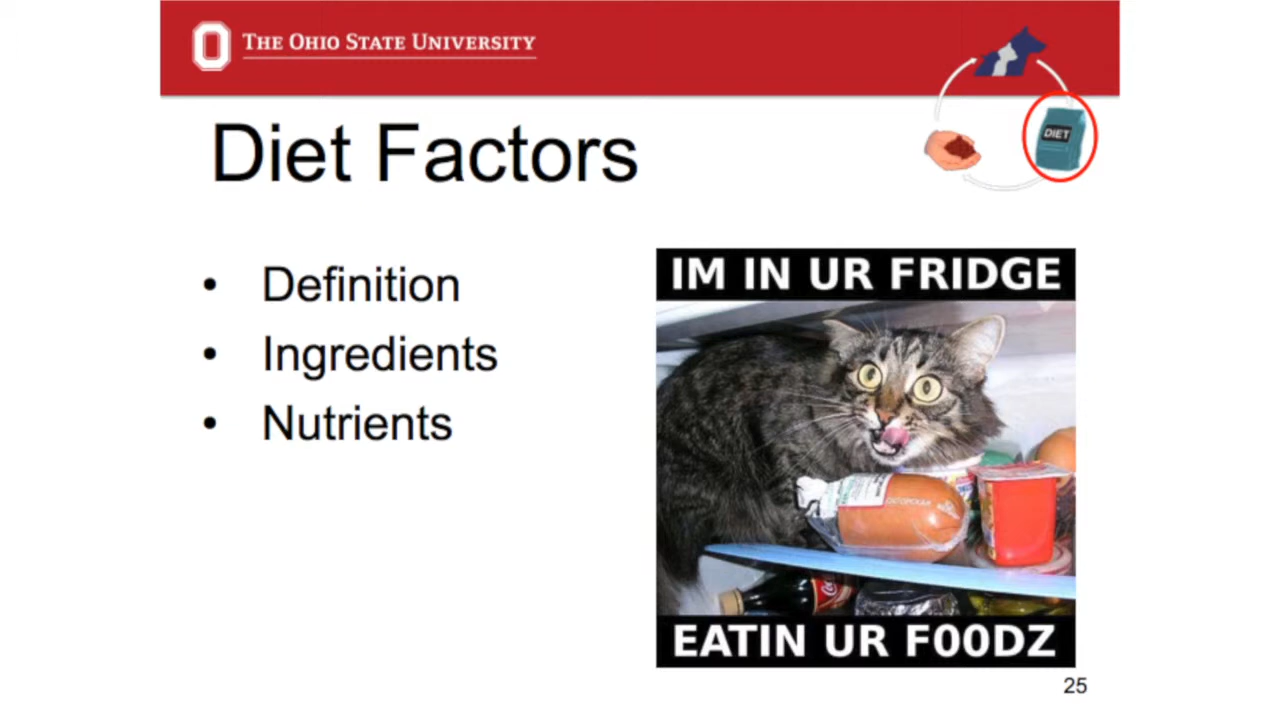 THE OHIO STATE UNIVERSITY
DIET
Diet Factors
• Definition
• Ingredients
• Nutrients
IM IN UR FRIDGE
EATIN UR F00DZ
25